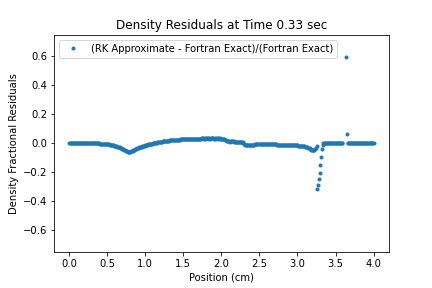 Density Residuals at Time 0.33 sec
(RK Approximate - Fortran Exact)/(Fortran Exact)
Density Fractional Residuals
0.6
0.4
0.2
0.0
−0.2
−0.4
−0.6
0.0 0.5 1.0 1.5 2.0 2.5 3.0 3.5 4.0
Position (cm)